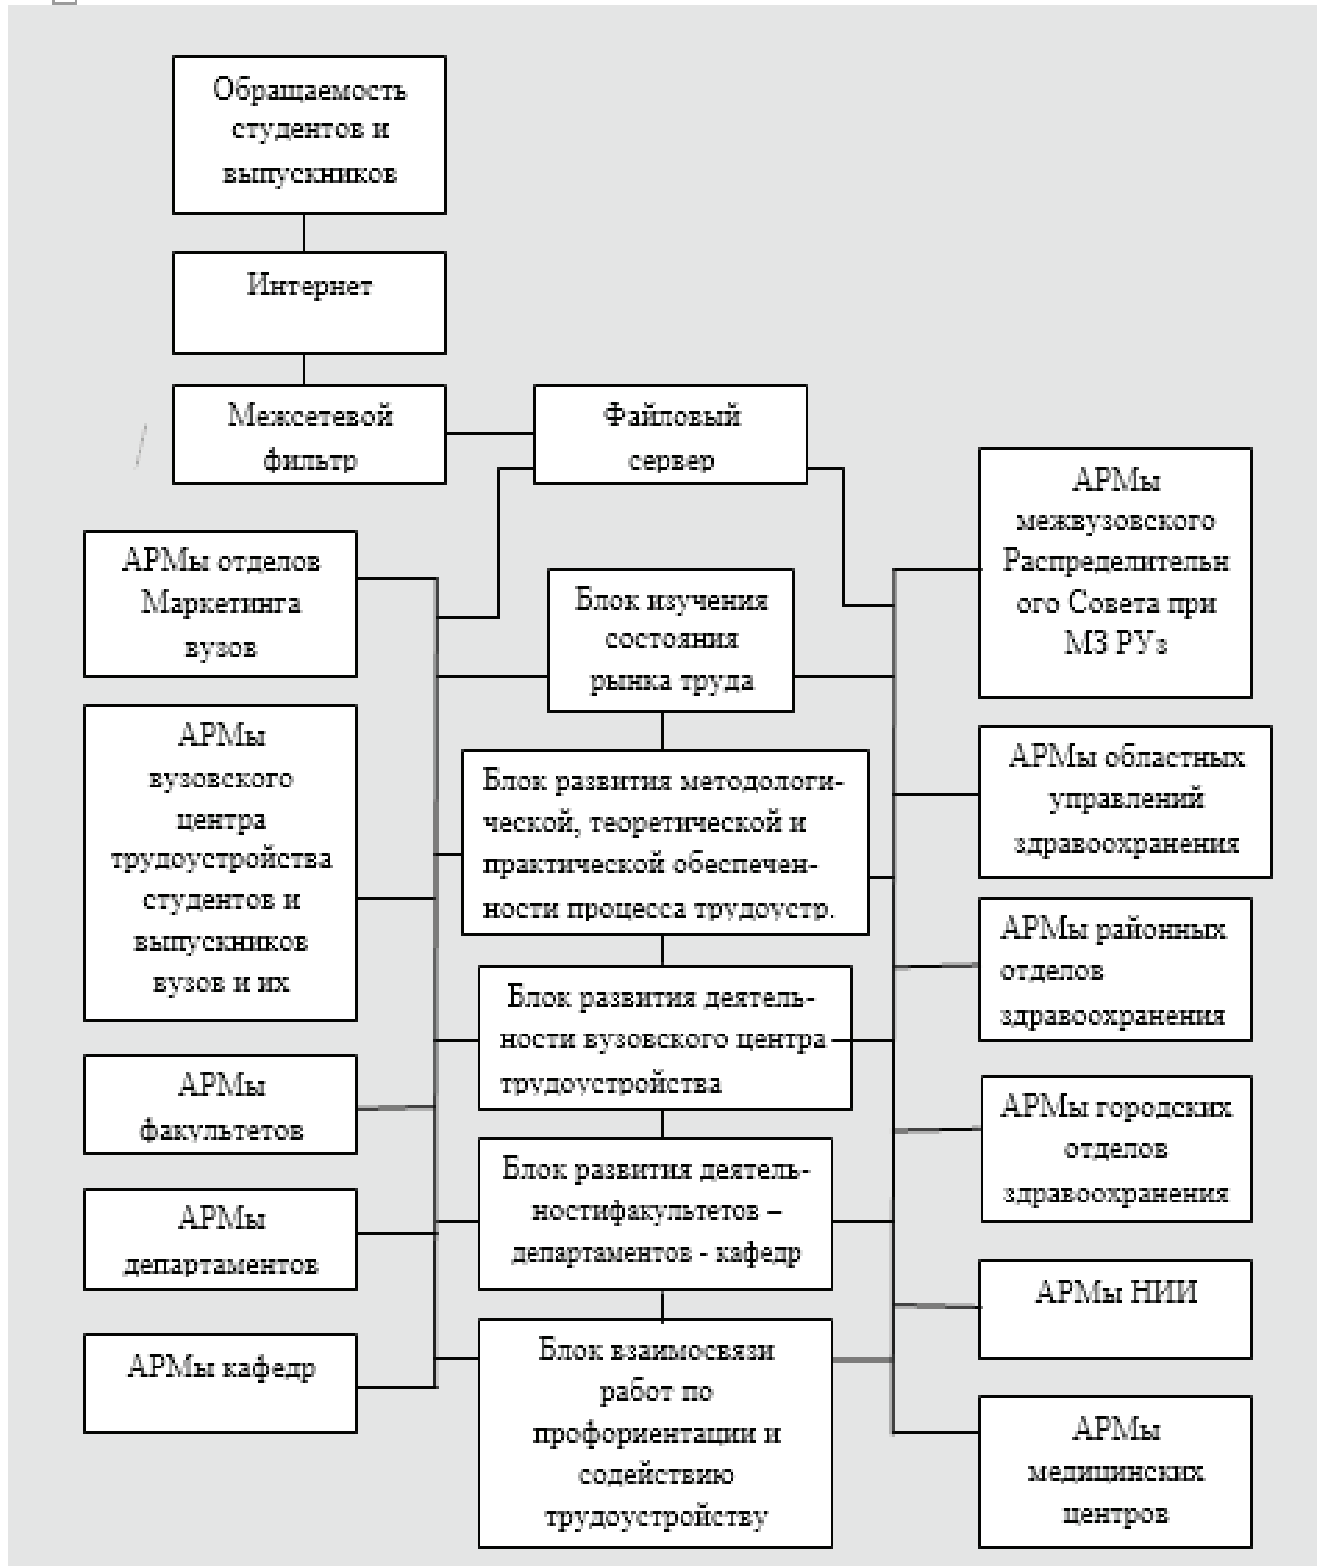 Обращаемость
студентов и
выпускников
Интернет
Межсетевой
фильтр
Файловый
сервер
АРМы отделов
Маркетинга
вузов
АРМы
вузовского
центра
трудоустройства
студентов и
выпускников
вузов и их
АРМы
факультетов
АРМы
департаментов
АРМы кафедр
Блок изучения
состояния
рынка труда
Блок развития методологи-
ческой, теоретической и
практической обеспечен-
ности процесса трудоустр.
Блок развития деятель-
ности вузовского центра
трудоустройства
Блок развития деятель-
ностифакультетов –
департаментов - кафедр
Блок взаимосвязи
работ по
профориентации и
содействию
трудоустройству
АРМы
межвузовского
Распределительн
ого Совета при
МЗ РУз
АРМы областных
управлений
здравоохранения
АРМы районных
отделов
здравоохранения
АРМы городских
отделов
здравоохранения
АРМы НИИ
АРМы
медицинских
центров